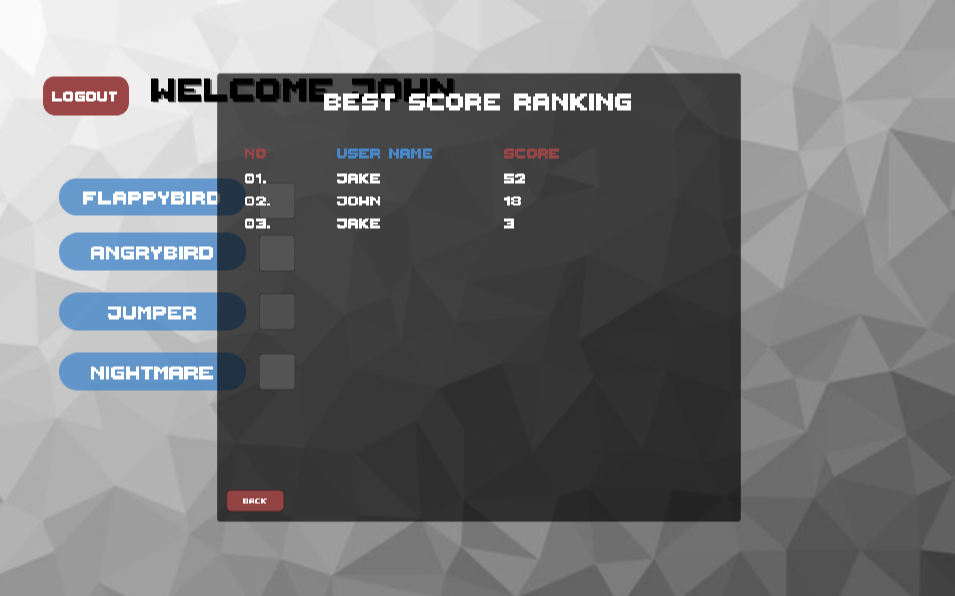 LOGOUT
WELCOME JOHN
BEST SCORE RANKING
NO USER NAME SCORE
01. JAKE 52
02. JOHN 18
03. JAKE 3
FLAPPYBIRD
ANGRYBIRD
JUMPER
NIGHTMARE
BACK